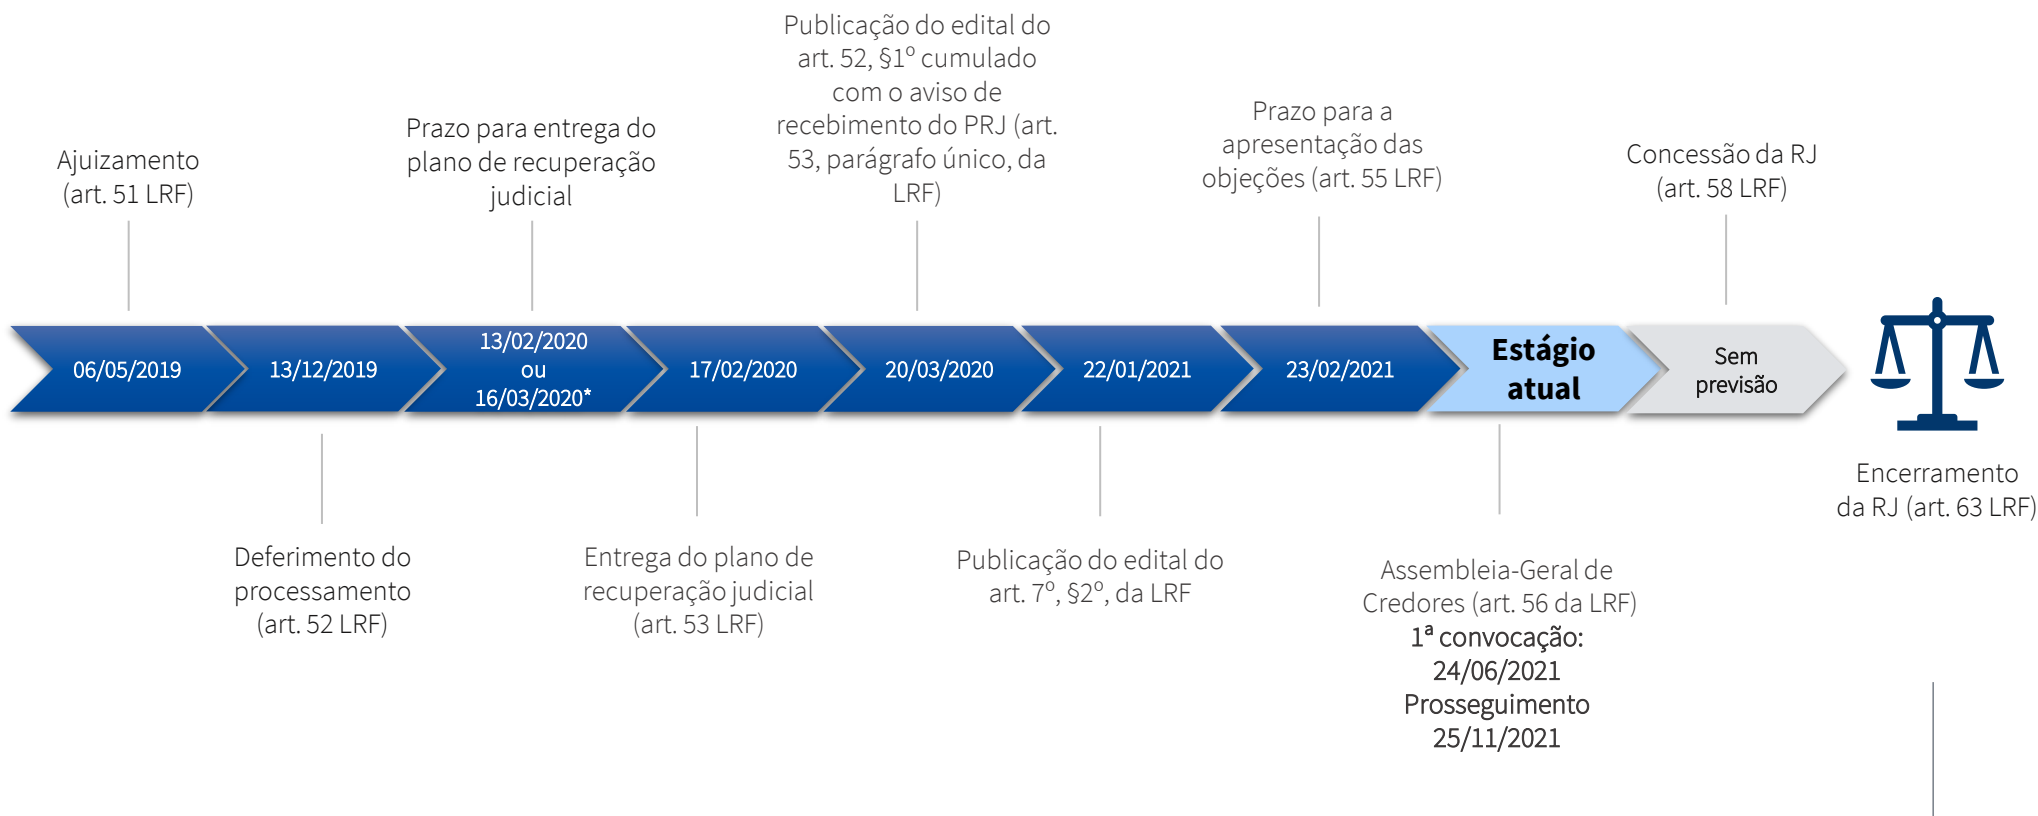 Publicação do edital do
art. 52, §1º cumulado
com o aviso de
recebimento do PRJ (art.
53, parágrafo único, da
LRF)
Prazo para a
apresentação das
objeções (art. 55 LRF)
Prazo para entrega do
plano de recuperação
judicial
Ajuizamento
(art. 51 LRF)
Concessão da RJ
(art. 58 LRF)
06/05/2019
13/12/2019
13/02/2020
ou
16/03/2020*
17/02/2020
20/03/2020
22/01/2021
23/02/2021
Estágio
atual
Sem
previsão
Encerramento
da RJ (art. 63 LRF)
Deferimento do
processamento
(art. 52 LRF)
Entrega do plano de
recuperação judicial
(art. 53 LRF)
Publicação do edital do
art. 7º, §2º, da LRF
Assembleia-Geral de
Credores (art. 56 da LRF)
1ª convocação:
24/06/2021
Prosseguimento
25/11/2021